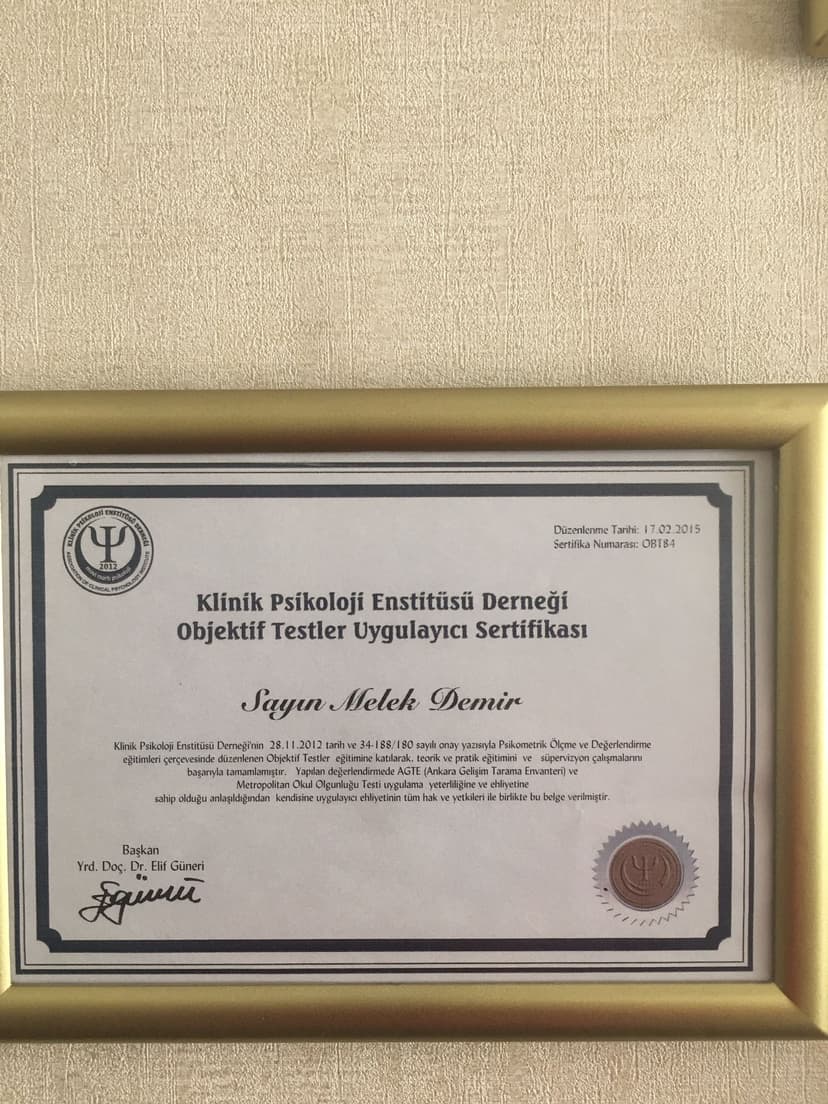 KLİNİK PSİKOLOJİ ENSTİTÜSÜ DERNEĞİ
2012
ASSOCIATION OF CLINICAL PSYCHOLOGY INSTITUTE
Düzenlenme Tarihi: 17.02.2015
Sertifika Numarası: OBT84
Klinik Psikoloji Enstitüsü Derneği
Objektif Testler Uygulayıcı Sertifikası
Sayın Melek Demir
Klinik Psikoloji Enstitüsü Derneği'nin 28.11.2012 tarih ve 34-188/180 sayılı onay yazısıyla Psikometrik Ölçme ve Değerlendirme
eğitimleri çerçevesinde düzenlenen Objektif Testler eğitimine katılarak, teorik ve pratik eğitimini ve süpervizyon çalışmalarını
başarıyla tamamlamıştır. Yapılan değerlendirmede AGTE (Ankara Gelişim Tarama Envanteri) ve
Metropolitan Okul Olgunluğu Testi uygulama yeterliliğine ve ehliyetine
sahip olduğu anlaşıldığından kendisine uygulayıcı ehliyetinin tüm hak ve yetkileri ile birlikte bu belge verilmiştir.
Başkan
Yrd. Doç. Dr. Elif Güneri